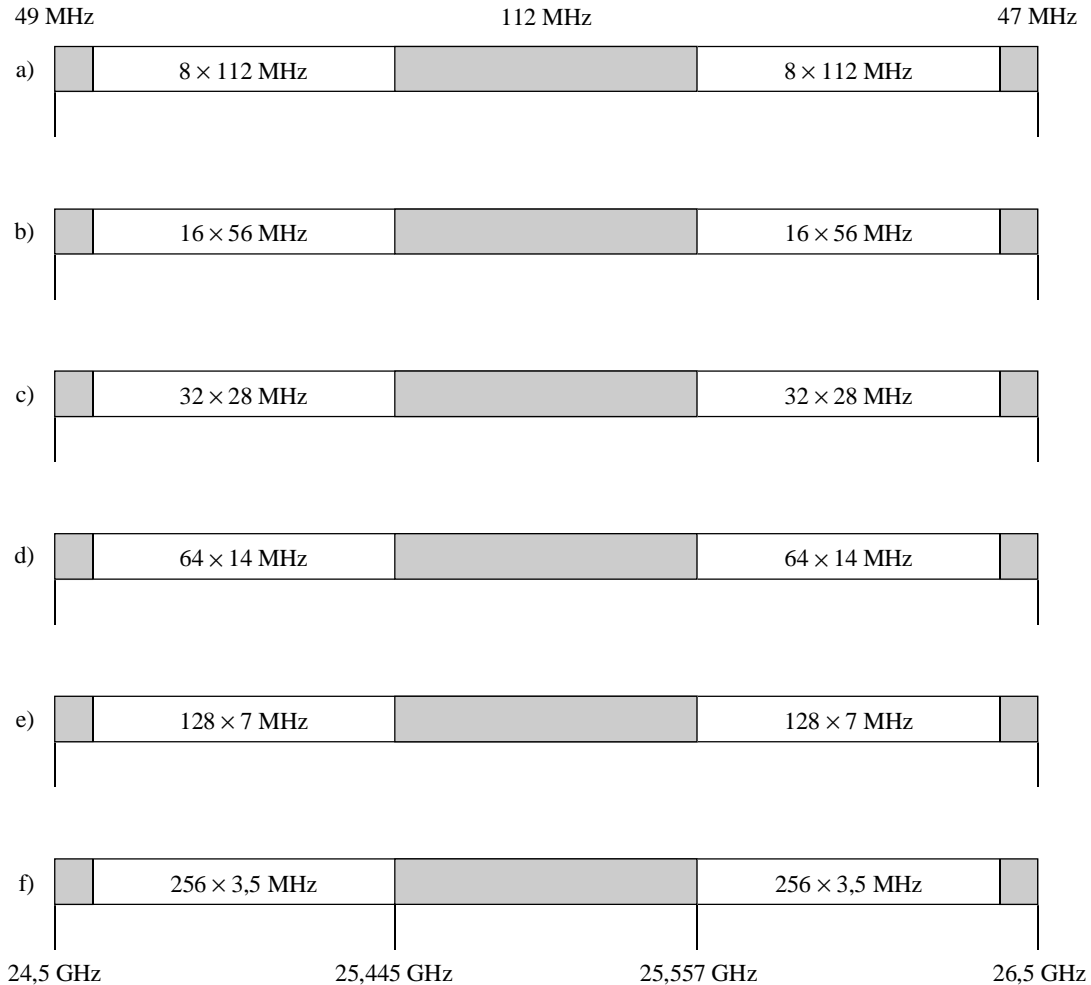 49 MHz 112 MHz 47 MHz
a) 8 × 112 MHz 8 × 112 MHz
b) 16 × 56 MHz 16 × 56 MHz
c) 32 × 28 MHz 32 × 28 MHz
d) 64 × 14 MHz 64 × 14 MHz
e) 128 × 7 MHz 128 × 7 MHz
f) 256 × 3,5 MHz 256 × 3,5 MHz
24,5 GHz 25,445 GHz 25,557 GHz 26,5 GHz